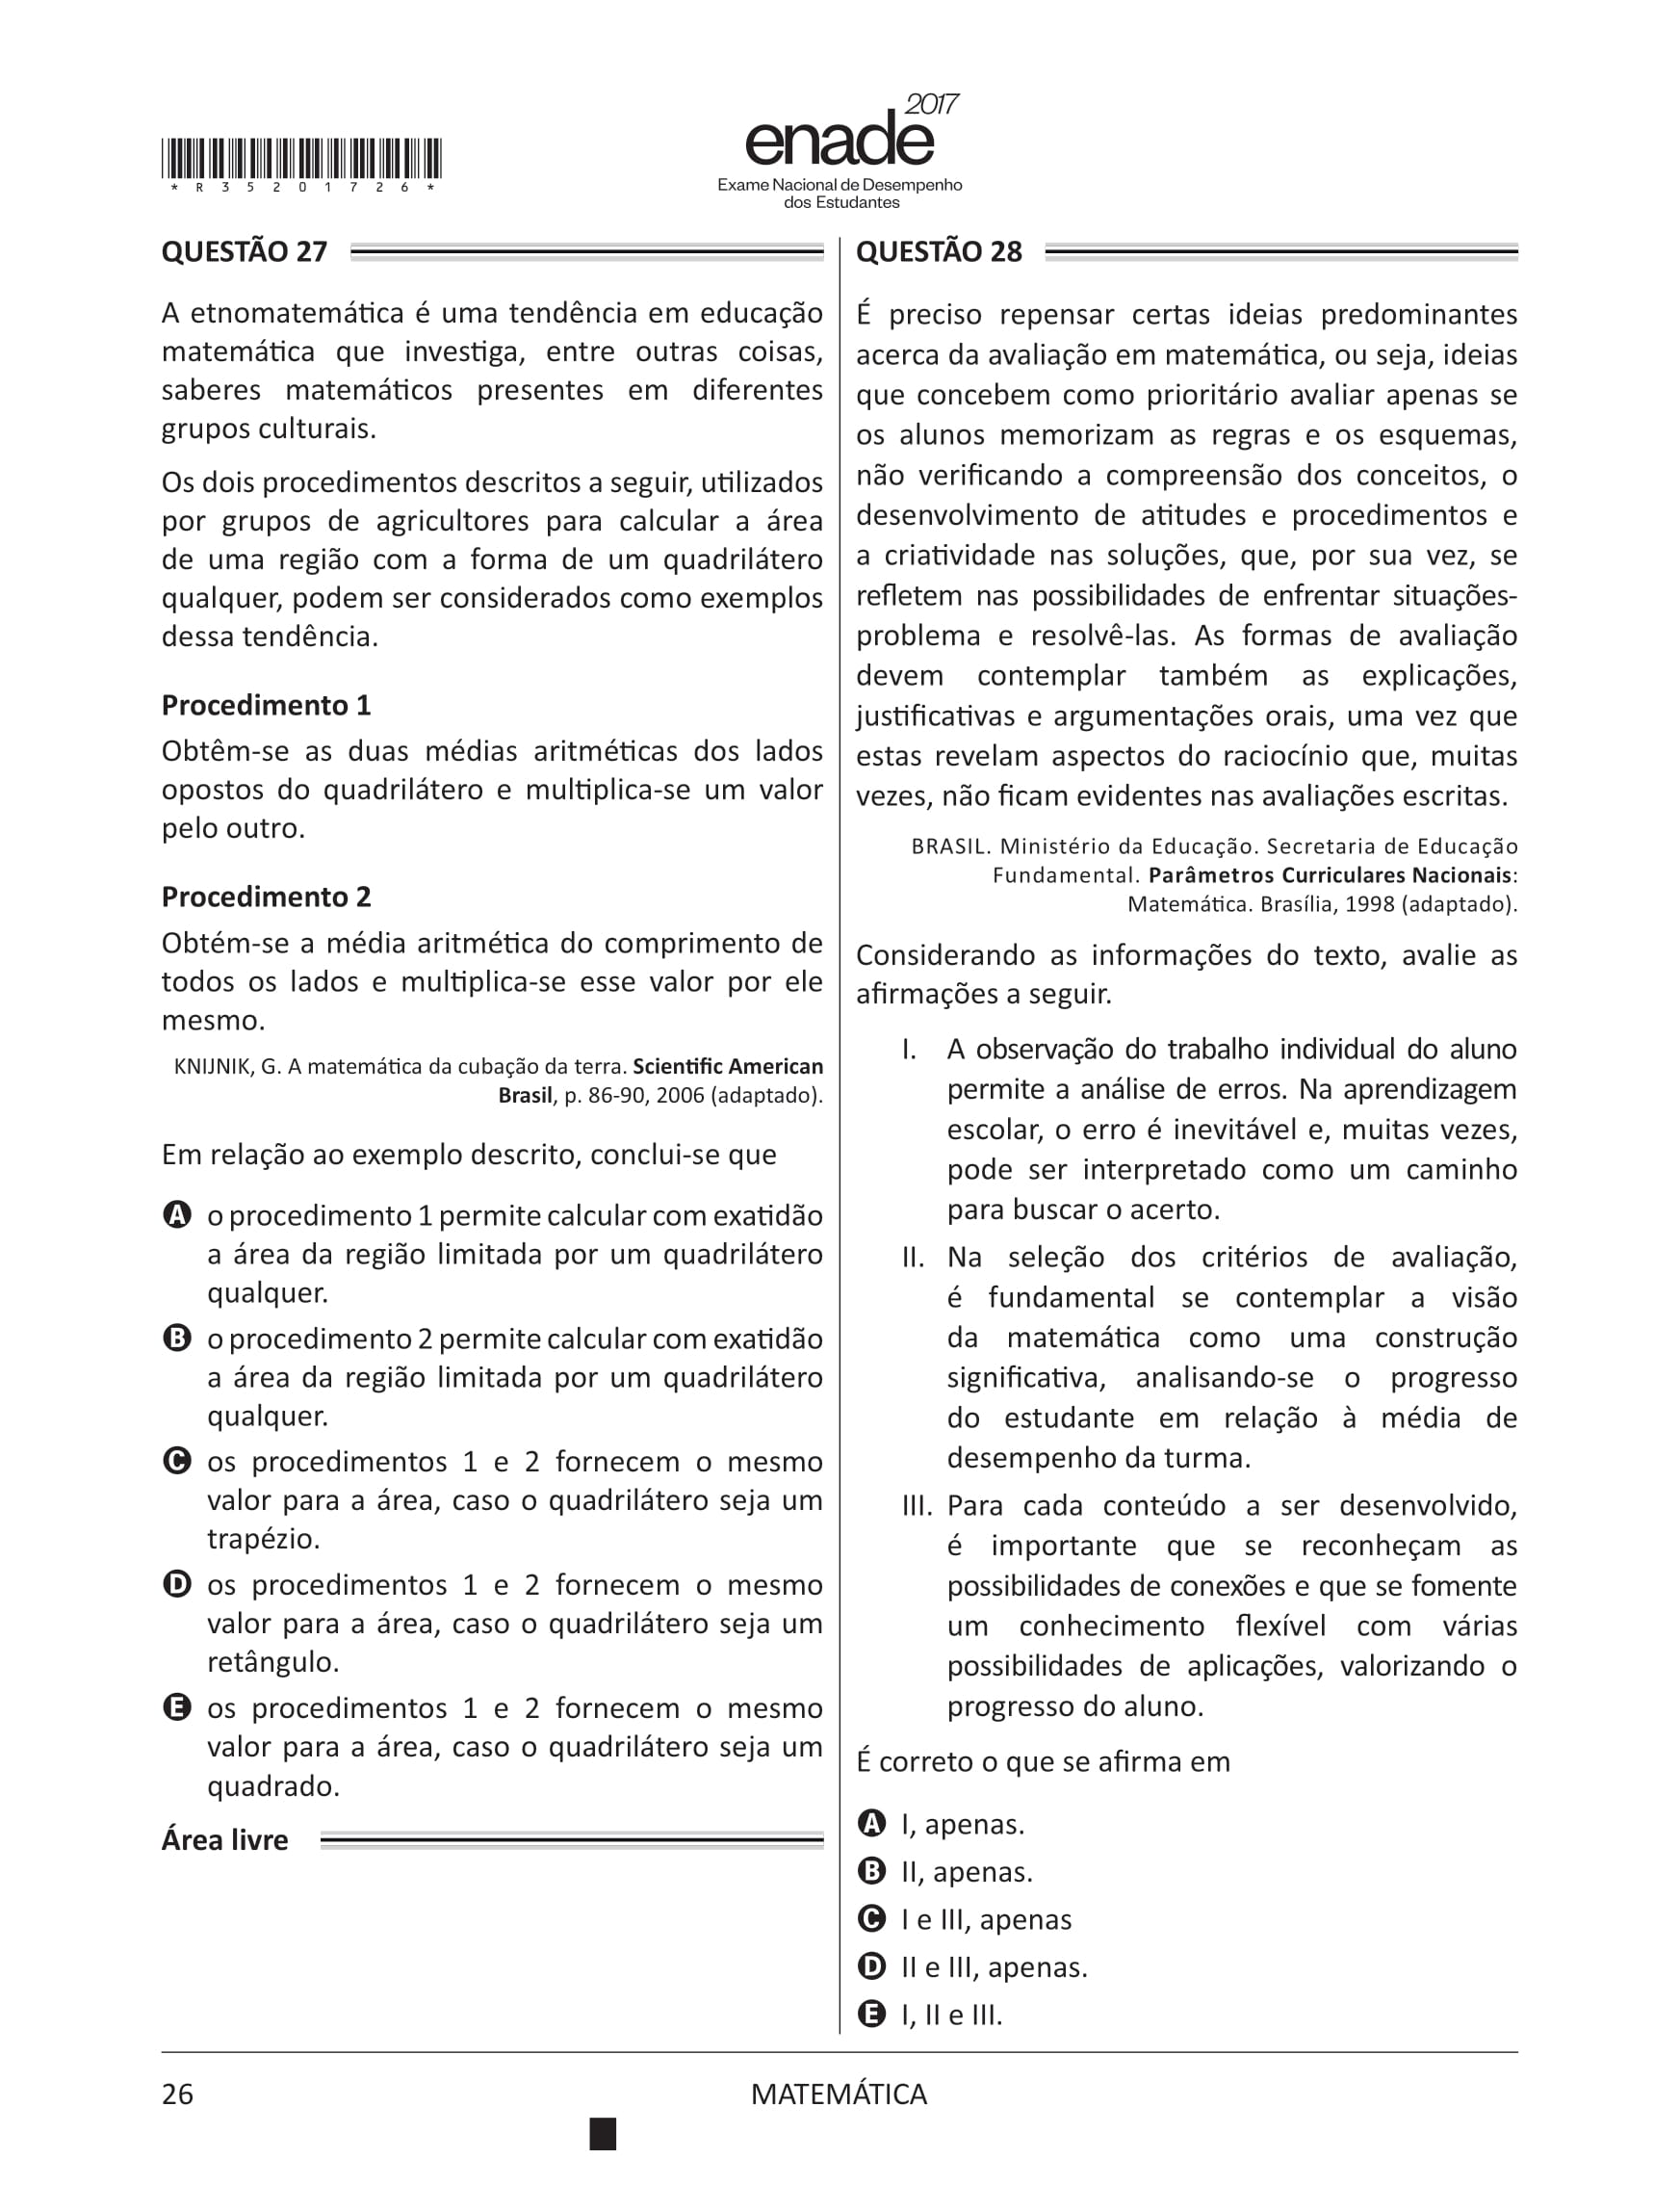 *R35201726*
enade 2017
Exame Nacional de Desempenho
dos Estudantes
QUESTÃO 27
A etnomatemática é uma tendência em educação
matemática que investiga, entre outras coisas,
saberes matemáticos presentes em diferentes
grupos culturais.
Os dois procedimentos descritos a seguir, utilizados
por grupos de agricultores para calcular a área
de uma região com a forma de um quadrilátero
qualquer, podem ser considerados como exemplos
dessa tendência.
Procedimento 1
Obtêm-se as duas médias aritméticas dos lados
opostos do quadrilátero e multiplica-se um valor
pelo outro.
Procedimento 2
Obtém-se a média aritmética do comprimento de
todos os lados e multiplica-se esse valor por ele
mesmo.
KNIJNIK, G. A matemática da cubação da terra. Scientific American
Brasil, p. 86-90, 2006 (adaptado).
Em relação ao exemplo descrito, conclui-se que
A o procedimento 1 permite calcular com exatidão
a área da região limitada por um quadrilátero
qualquer.
B o procedimento 2 permite calcular com exatidão
a área da região limitada por um quadrilátero
qualquer.
C os procedimentos 1 e 2 fornecem o mesmo
valor para a área, caso o quadrilátero seja um
trapézio.
D os procedimentos 1 e 2 fornecem o mesmo
valor para a área, caso o quadrilátero seja um
retângulo.
E os procedimentos 1 e 2 fornecem o mesmo
valor para a área, caso o quadrilátero seja um
quadrado.
Área livre
QUESTÃO 28
É preciso repensar certas ideias predominantes
acerca da avaliação em matemática, ou seja, ideias
que concebem como prioritário avaliar apenas se
os alunos memorizam as regras e os esquemas,
não verificando a compreensão dos conceitos, o
desenvolvimento de atitudes e procedimentos e
a criatividade nas soluções, que, por sua vez, se
refletem nas possibilidades de enfrentar situações-
problema e resolvê-las. As formas de avaliação
devem contemplar também as explicações,
justificativas e argumentações orais, uma vez que
estas revelam aspectos do raciocínio que, muitas
vezes, não ficam evidentes nas avaliações escritas.
BRASIL. Ministério da Educação. Secretaria de Educação
Fundamental. Parâmetros Curriculares Nacionais:
Matemática. Brasília, 1998 (adaptado).
Considerando as informações do texto, avalie as
afirmações a seguir.
I. A observação do trabalho individual do aluno
permite a análise de erros. Na aprendizagem
escolar, o erro é inevitável e, muitas vezes,
pode ser interpretado como um caminho
para buscar o acerto.
II. Na seleção dos critérios de avaliação,
é fundamental se contemplar a visão
da matemática como uma construção
significativa, analisando-se o progresso
do estudante em relação à média de
desempenho da turma.
III. Para cada conteúdo a ser desenvolvido,
é importante que se reconheçam as
possibilidades de conexões e que se fomente
um conhecimento flexível com várias
possibilidades de aplicações, valorizando o
progresso do aluno.
É correto o que se afirma em
A I, apenas.
B II, apenas.
C I e III, apenas
D II e III, apenas.
E I, II e III.
26
MATEMÁTICA